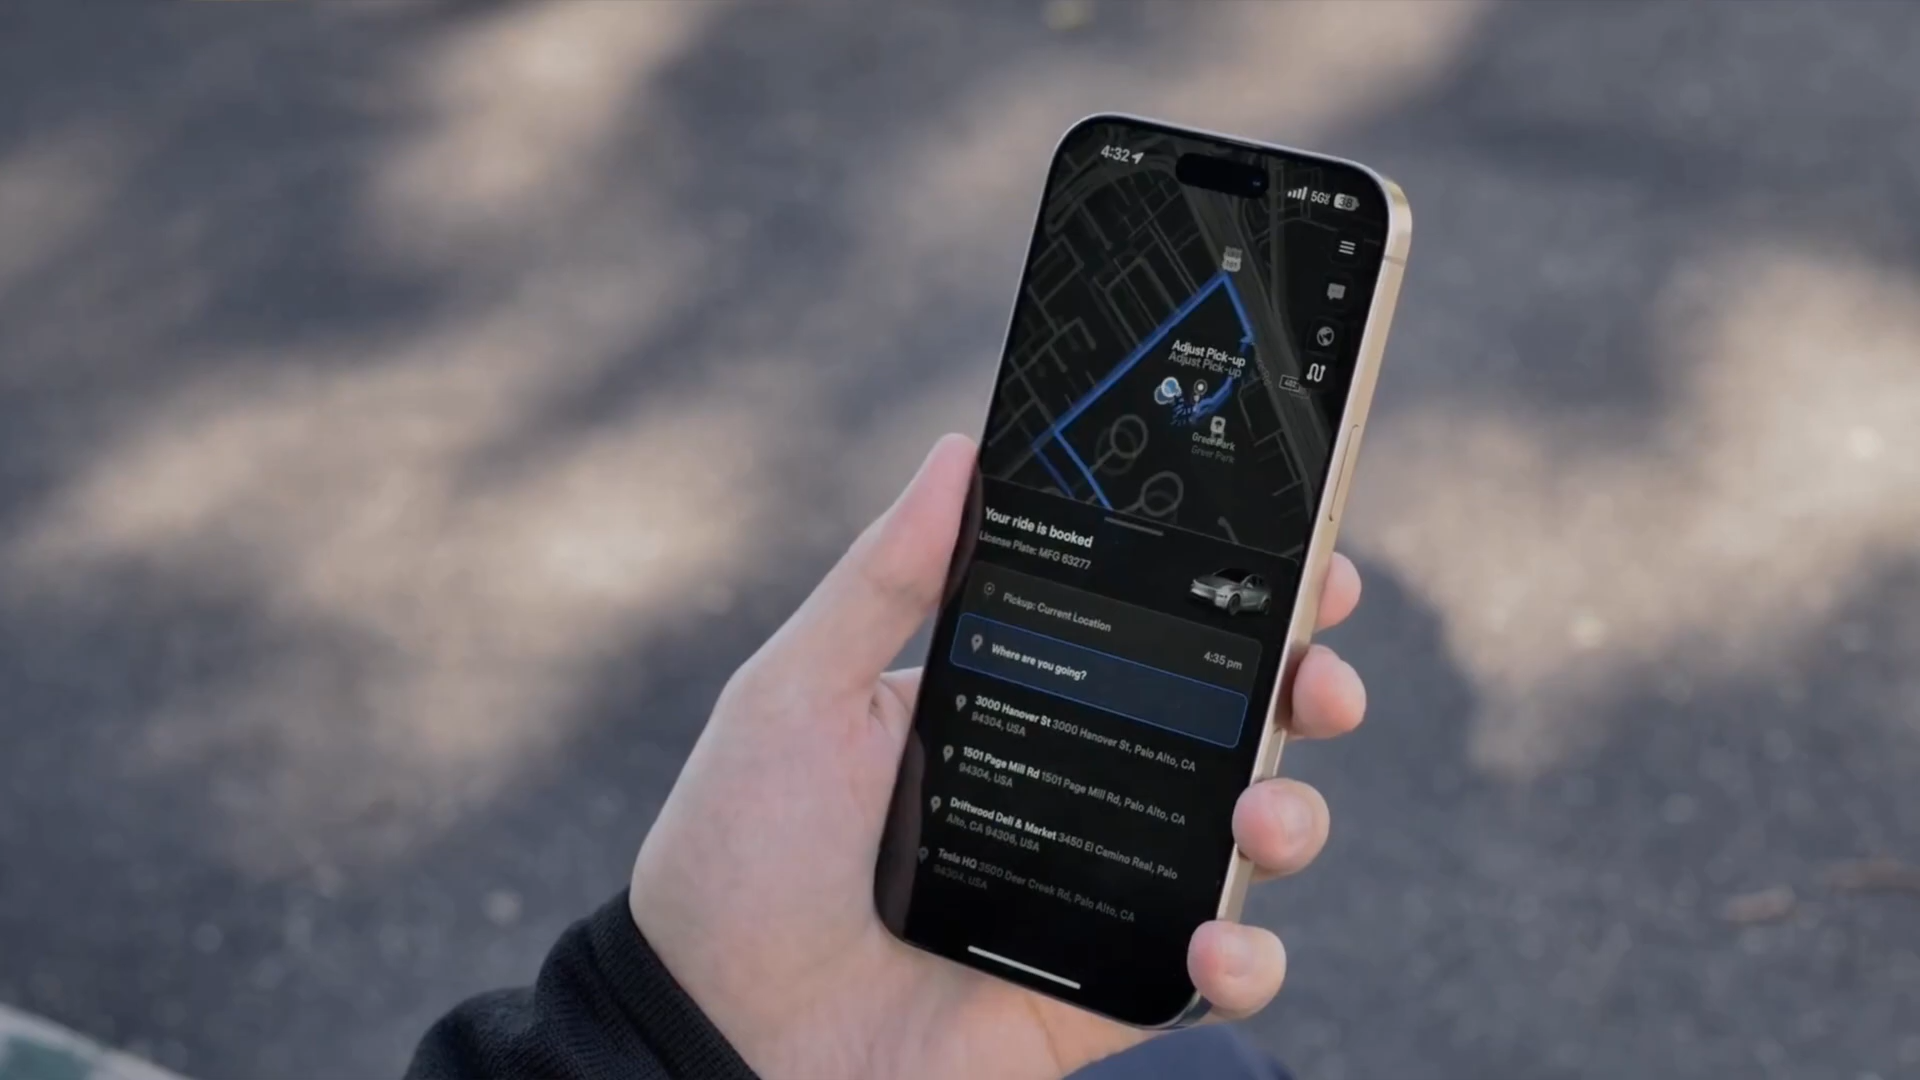 4:32
5G 38
101
Adjust Pick-up
Adjust Pick-up
Greer Park
Greer Park
Your ride is booked
License Plate: MFG 63277
Pickup: Current Location
4:35 pm
Where are you going?
3000 Hanover St 3000 Hanover St, Palo Alto, CA
94304, USA
1501 Page Mill Rd 1501 Page Mill Rd, Palo Alto, CA
94304, USA
Driftwood Deli & Market 3450 El Camino Real, Palo
Alto, CA 94306, USA
Tesla HQ 3500 Deer Creek Rd, Palo Alto, CA
94304, USA